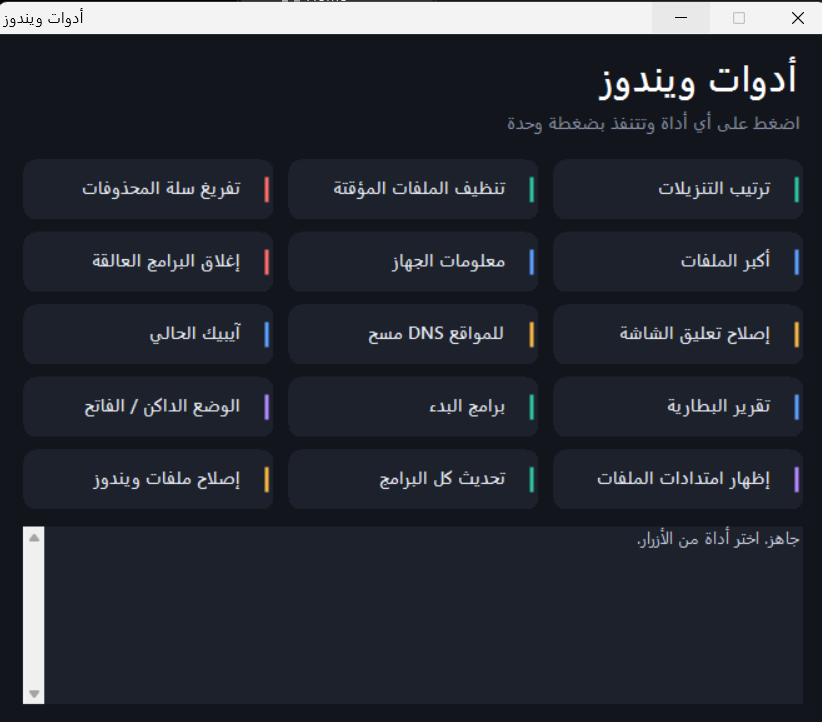 أدوات ويندوز
أدوات ويندوز
اضغط على أي أداة وتتنفذ بضغطة وحدة
ترتيب التنزيلات
تنظيف الملفات المؤقتة
تفريغ سلة المحذوفات
أكبر الملفات
معلومات الجهاز
إغلاق البرامج العالقة
إصلاح تعليق الشاشة
للمواقع DNS مسح
آيبيك الحالي
تقرير البطارية
برامج البدء
الوضع الداكن / الفاتح
إظهار امتدادات الملفات
تحديث كل البرامج
إصلاح ملفات ويندوز
جاهز. اختر أداة من الأزرار.